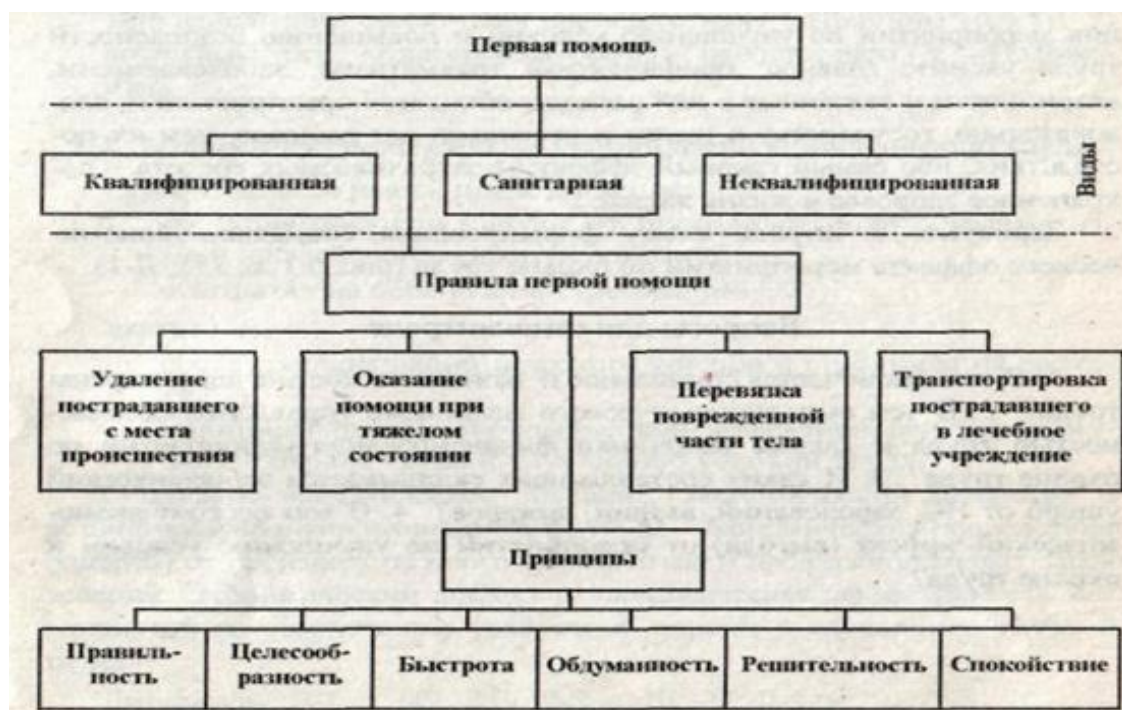 Первая помощь
Квалифицированная
Санитарная
Неквалифицированная
Виды
Правила первой помощи
Удаление
пострадавшего
с места
происшествия
Оказание
помощи при
тяжелом
состоянии
Перевязка
поврежденной
части тела
Транспортировка
пострадавшего
в лечебное
учреждение
Принципы
Правиль-
ность
Целесооб-
разность
Быстрота
Обдуманность
Решительность
Спокойствие